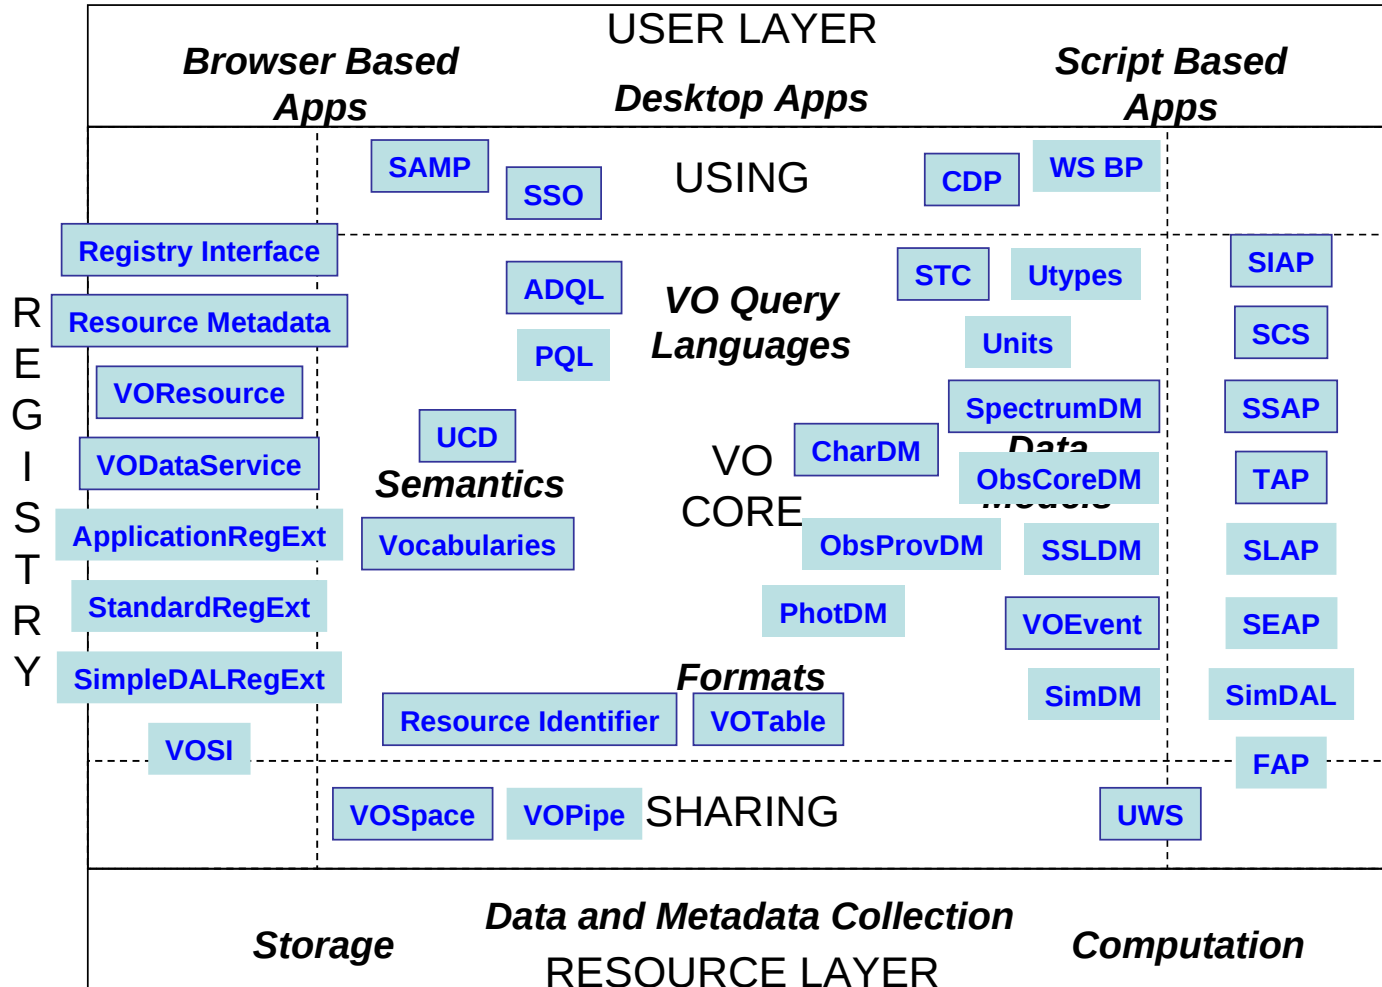 USER LAYER
Browser Based
Apps
Desktop Apps
Script Based
Apps
SAMP
SSO
USING
CDP
WS BP
REGISTRY
Registry Interface
Resource Metadata
VOResource
VODataService
ApplicationRegExt
StandardRegExt
SimpleDALRegExt
VOSI
ADQL
PQL
VO Query
Languages
STC
Utypes
Units
UCD
Semantics
Vocabularies
VO
CORE
SpectrumDM
CharDM
Data
Models
ObsCoreDM
ObsProvDM
SSLDM
PhotDM
VOEvent
SimDM
Formats
Resource Identifier
VOTable
SIAP
SCS
SSAP
TAP
SLAP
SEAP
SimDAL
FAP
VOSpace
VOPipe
SHARING
UWS
Data and Metadata Collection
Storage
Computation
RESOURCE LAYER